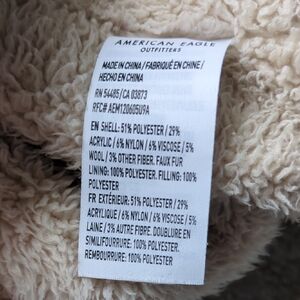 AMERICAN EAGLE
OUTFITTERS
MADE IN CHINA / FABRIQUÉ EN CHINE /
HECHO EN CHINA
RN 54485/CA 03873
RFC# AEM120605U9A
EN SHELL: 51% POLYESTER / 29%
ACRYLIC / 6% NYLON / 6% VISCOSE / 5%
WOOL / 3% OTHER FIBER. FAUX FUR
LINING: 100% POLYESTER. FILLING: 100%
POLYESTER
FR EXTÉRIEUR: 51% POLYESTER / 29%
ACRYLIQUE / 6% NYLON / 6% VISCOSE / 5%
LAINE / 3% AUTRE FIBRE. DOUBLURE EN
SIMILIFOURRURE: 100% POLYESTER.
REMBOURRURE: 100% POLYESTER